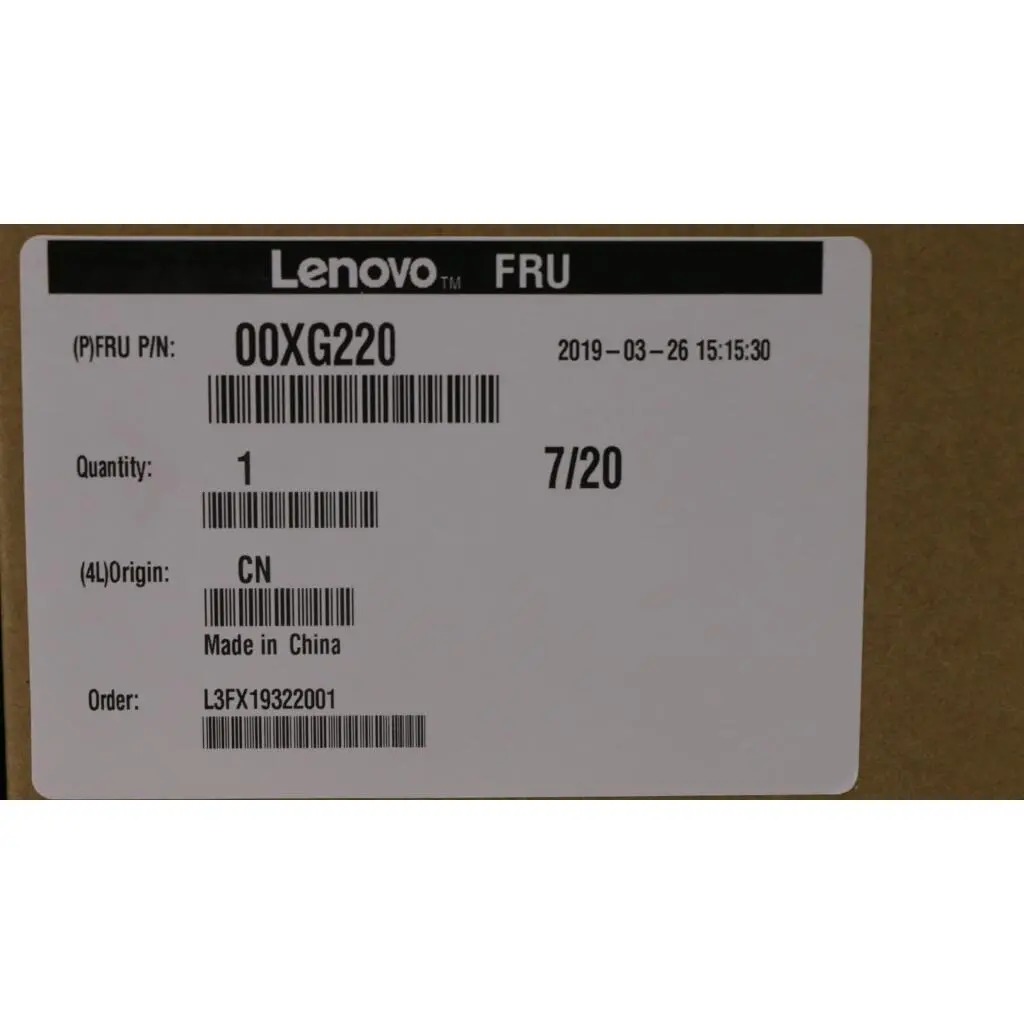 Lenovo™ FRU
(P)FRU P/N: 00XG220 2019-03-26 15:15:30
Quantity: 1 7/20
(4L)Origin: CN
Made in China
Order: L3FX19322001